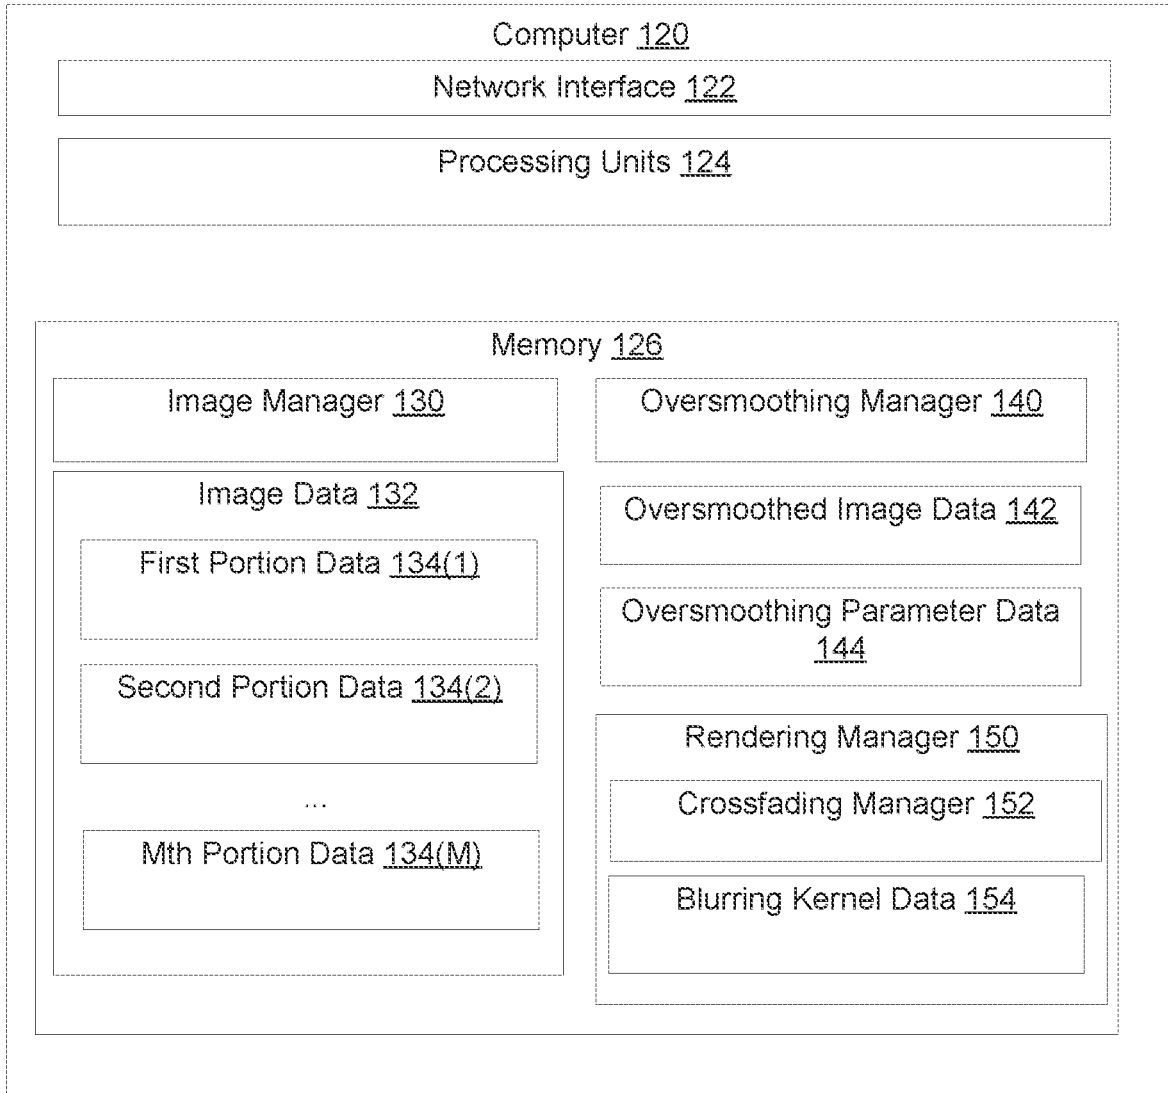 Computer 120
Network Interface 122
Processing Units 124
Memory 126
Image Manager 130
Image Data 132
First Portion Data 134(1)
Second Portion Data 134(2)
...
Mth Portion Data 134(M)
Oversmoothing Manager 140
Oversmoothed Image Data 142
Oversmoothing Parameter Data
144
Rendering Manager 150
Crossfading Manager 152
Blurring Kernel Data 154